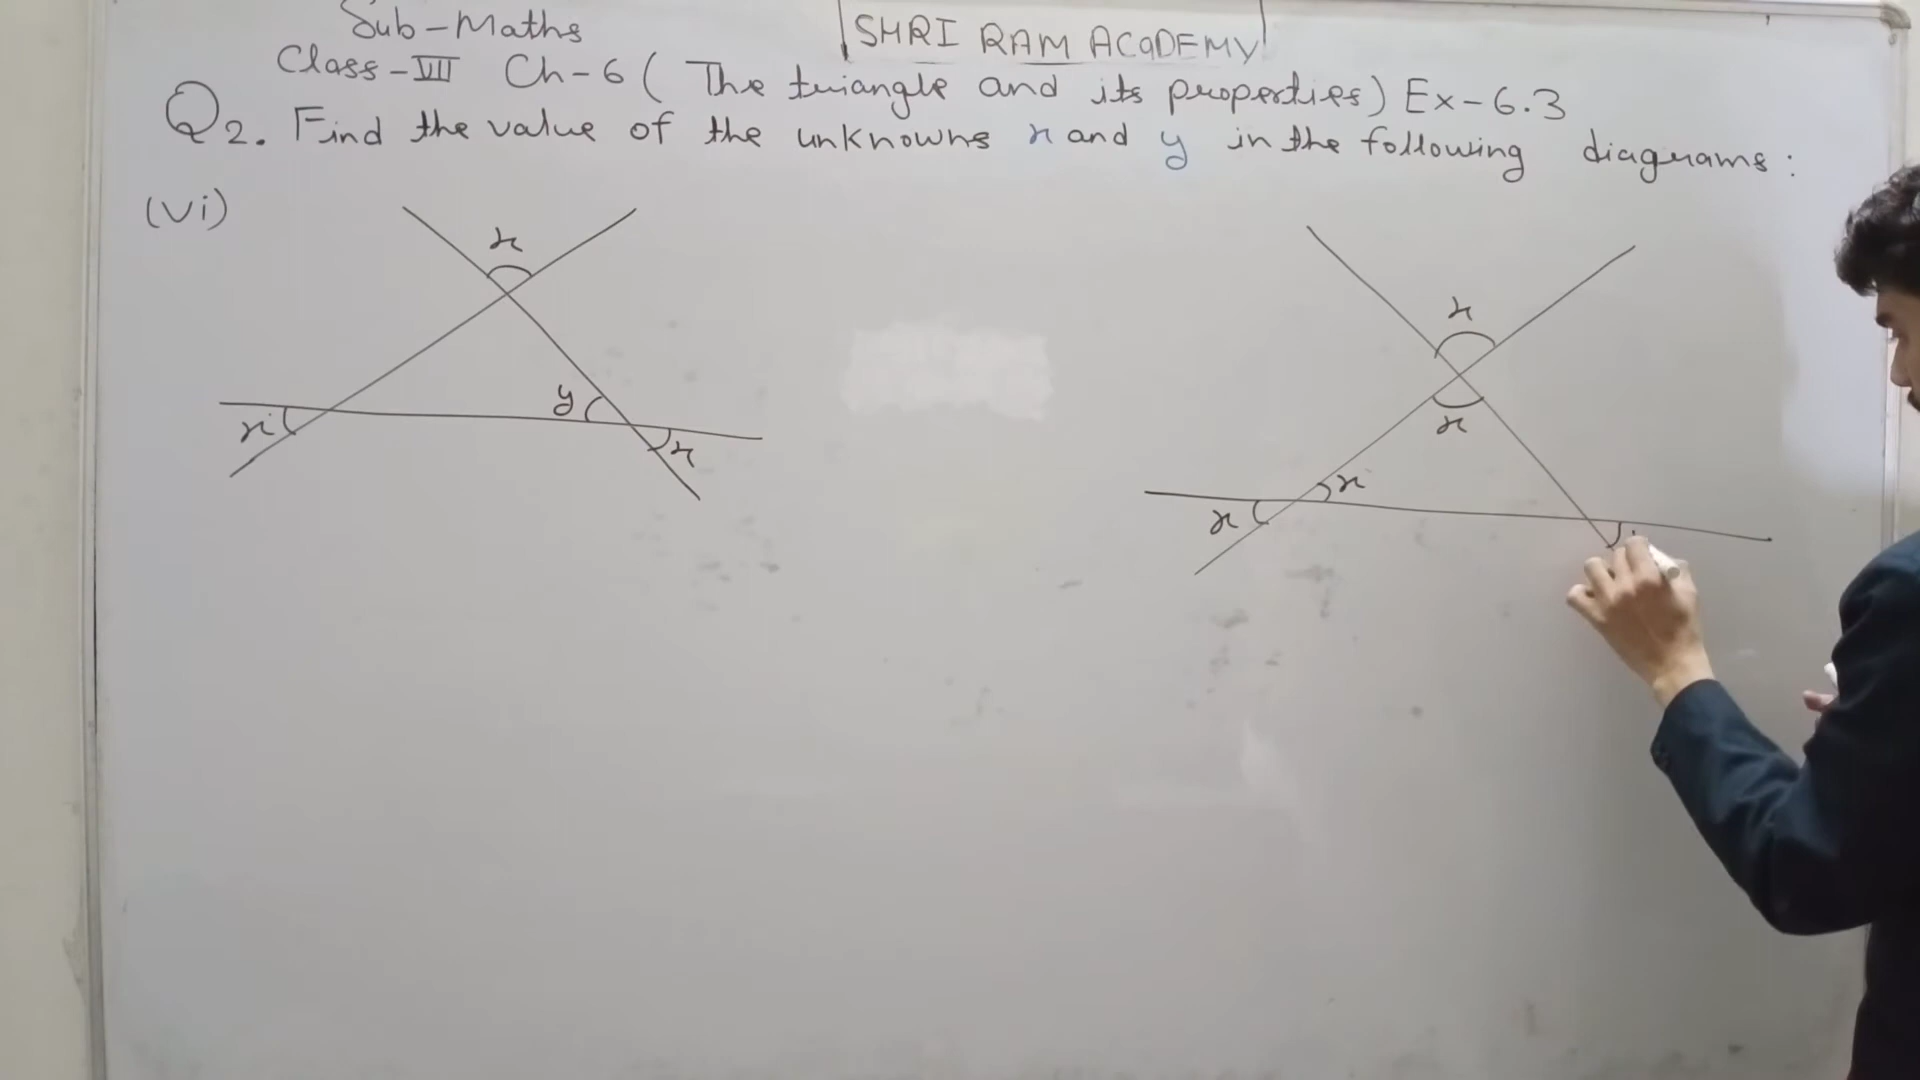 Sub-Maths
SHRI RAM ACADEMY
Class-VII Ch-6 (The triangle and its properties) Ex-6.3
Q2. Find the value of the unknowns x and y in the following diagrams:
(vi)
x
x
y
x
x
x
x
x